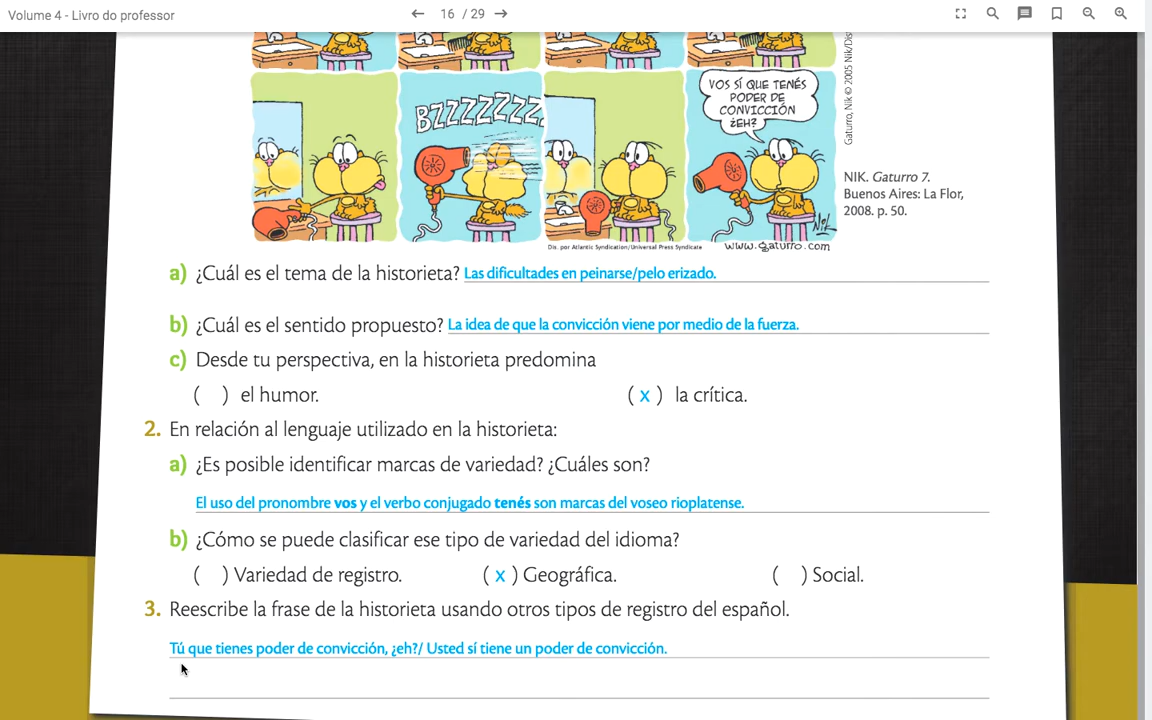 Volume 4 - Livro do professor
16 / 29
BZZZZZZZ
VOS SÍ QUE TENÉS
PODER DE
CONVICCIÓN
¿EH?
Gaturro, Nik © 2005 Nik/Dis
NIK. Gaturro 7.
Buenos Aires: La Flor,
2008. p. 50.
Nik
Dis. por Atlantic Syndication/Universal Press Syndicate
www.gaturro.com
a) ¿Cuál es el tema de la historieta? Las dificultades en peinarse/pelo erizado.
b) ¿Cuál es el sentido propuesto? La idea de que la convicción viene por medio de la fuerza.
c) Desde tu perspectiva, en la historieta predomina
( ) el humor. ( x ) la crítica.
2. En relación al lenguaje utilizado en la historieta:
a) ¿Es posible identificar marcas de variedad? ¿Cuáles son?
El uso del pronombre vos y el verbo conjugado tenés son marcas del voseo rioplatense.
b) ¿Cómo se puede clasificar ese tipo de variedad del idioma?
( ) Variedad de registro. ( x ) Geográfica. ( ) Social.
3. Reescribe la frase de la historieta usando otros tipos de registro del español.
Tú que tienes poder de convicción, ¿eh?/ Usted sí tiene un poder de convicción.